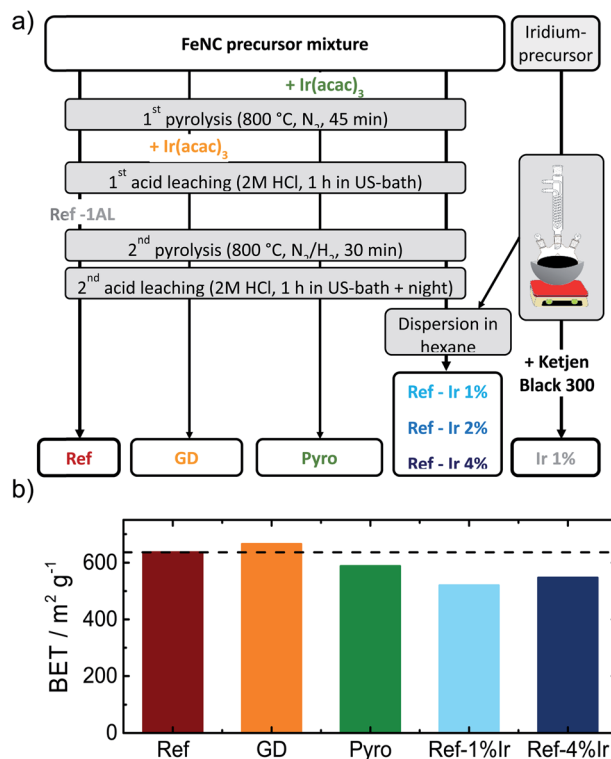 a)
FeNC precursor mixture
Iridium-
precursor
+ Ir(acac)₃
1ˢᵗ pyrolysis (800 °C, N₂, 45 min)
+ Ir(acac)₃
1ˢᵗ acid leaching (2M HCl, 1 h in US-bath)
Ref -1AL
2ⁿᵈ pyrolysis (800 °C, N₂/H₂, 30 min)
2ⁿᵈ acid leaching (2M HCl, 1 h in US-bath + night)
Dispersion in
hexane
+ Ketjen
Black 300
Ref - Ir 1%
Ref - Ir 2%
Ref - Ir 4%
Ref
GD
Pyro
Ir 1%
b)
BET / m² g⁻¹
600
400
200
0
Ref
GD
Pyro
Ref-1%Ir
Ref-4%Ir